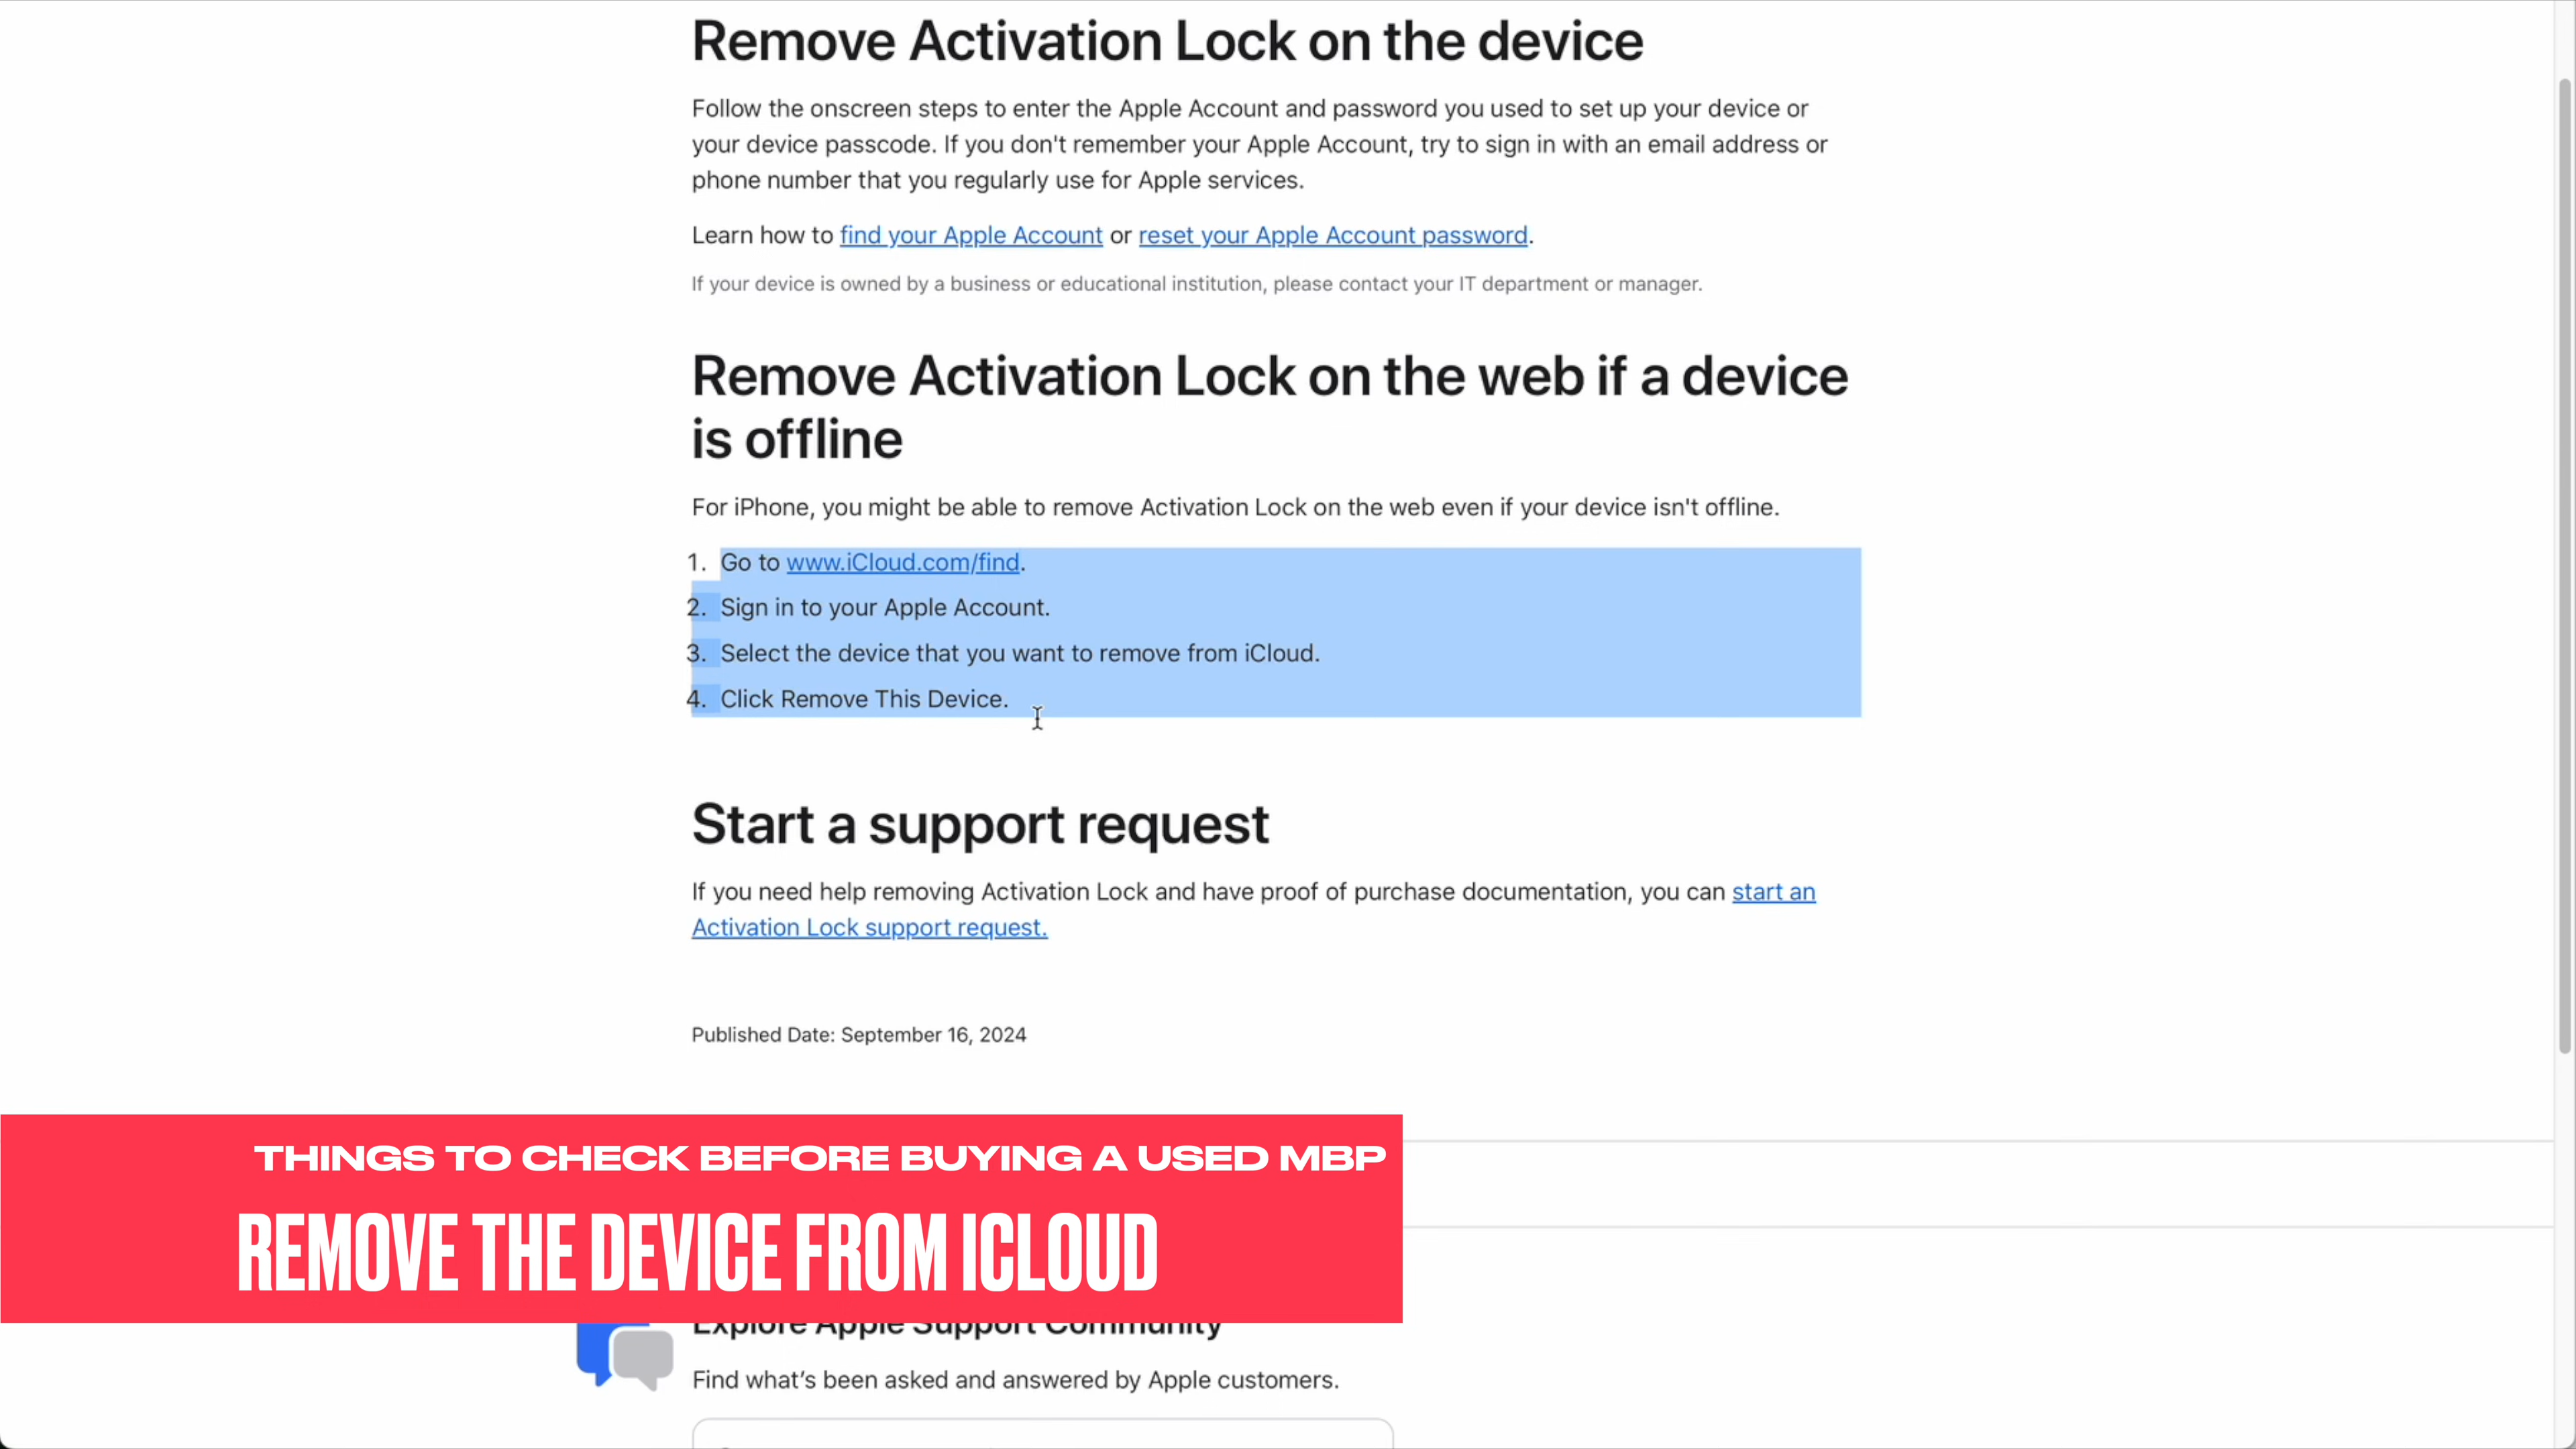 Remove Activation Lock on the device
Follow the onscreen steps to enter the Apple Account and password you used to set up your device or
your device passcode. If you don't remember your Apple Account, try to sign in with an email address or
phone number that you regularly use for Apple services.
Learn how to find your Apple Account or reset your Apple Account password.
If your device is owned by a business or educational institution, please contact your IT department or manager.
Remove Activation Lock on the web if a device
is offline
For iPhone, you might be able to remove Activation Lock on the web even if your device isn't offline.
1. Go to www.iCloud.com/find.
2. Sign in to your Apple Account.
3. Select the device that you want to remove from iCloud.
4. Click Remove This Device.
Start a support request
If you need help removing Activation Lock and have proof of purchase documentation, you can start an
Activation Lock support request.
Published Date: September 16, 2024
THINGS TO CHECK BEFORE BUYING A USED MBP
REMOVE THE DEVICE FROM ICLOUD
Explore Apple Support Community
Find what’s been asked and answered by Apple customers.